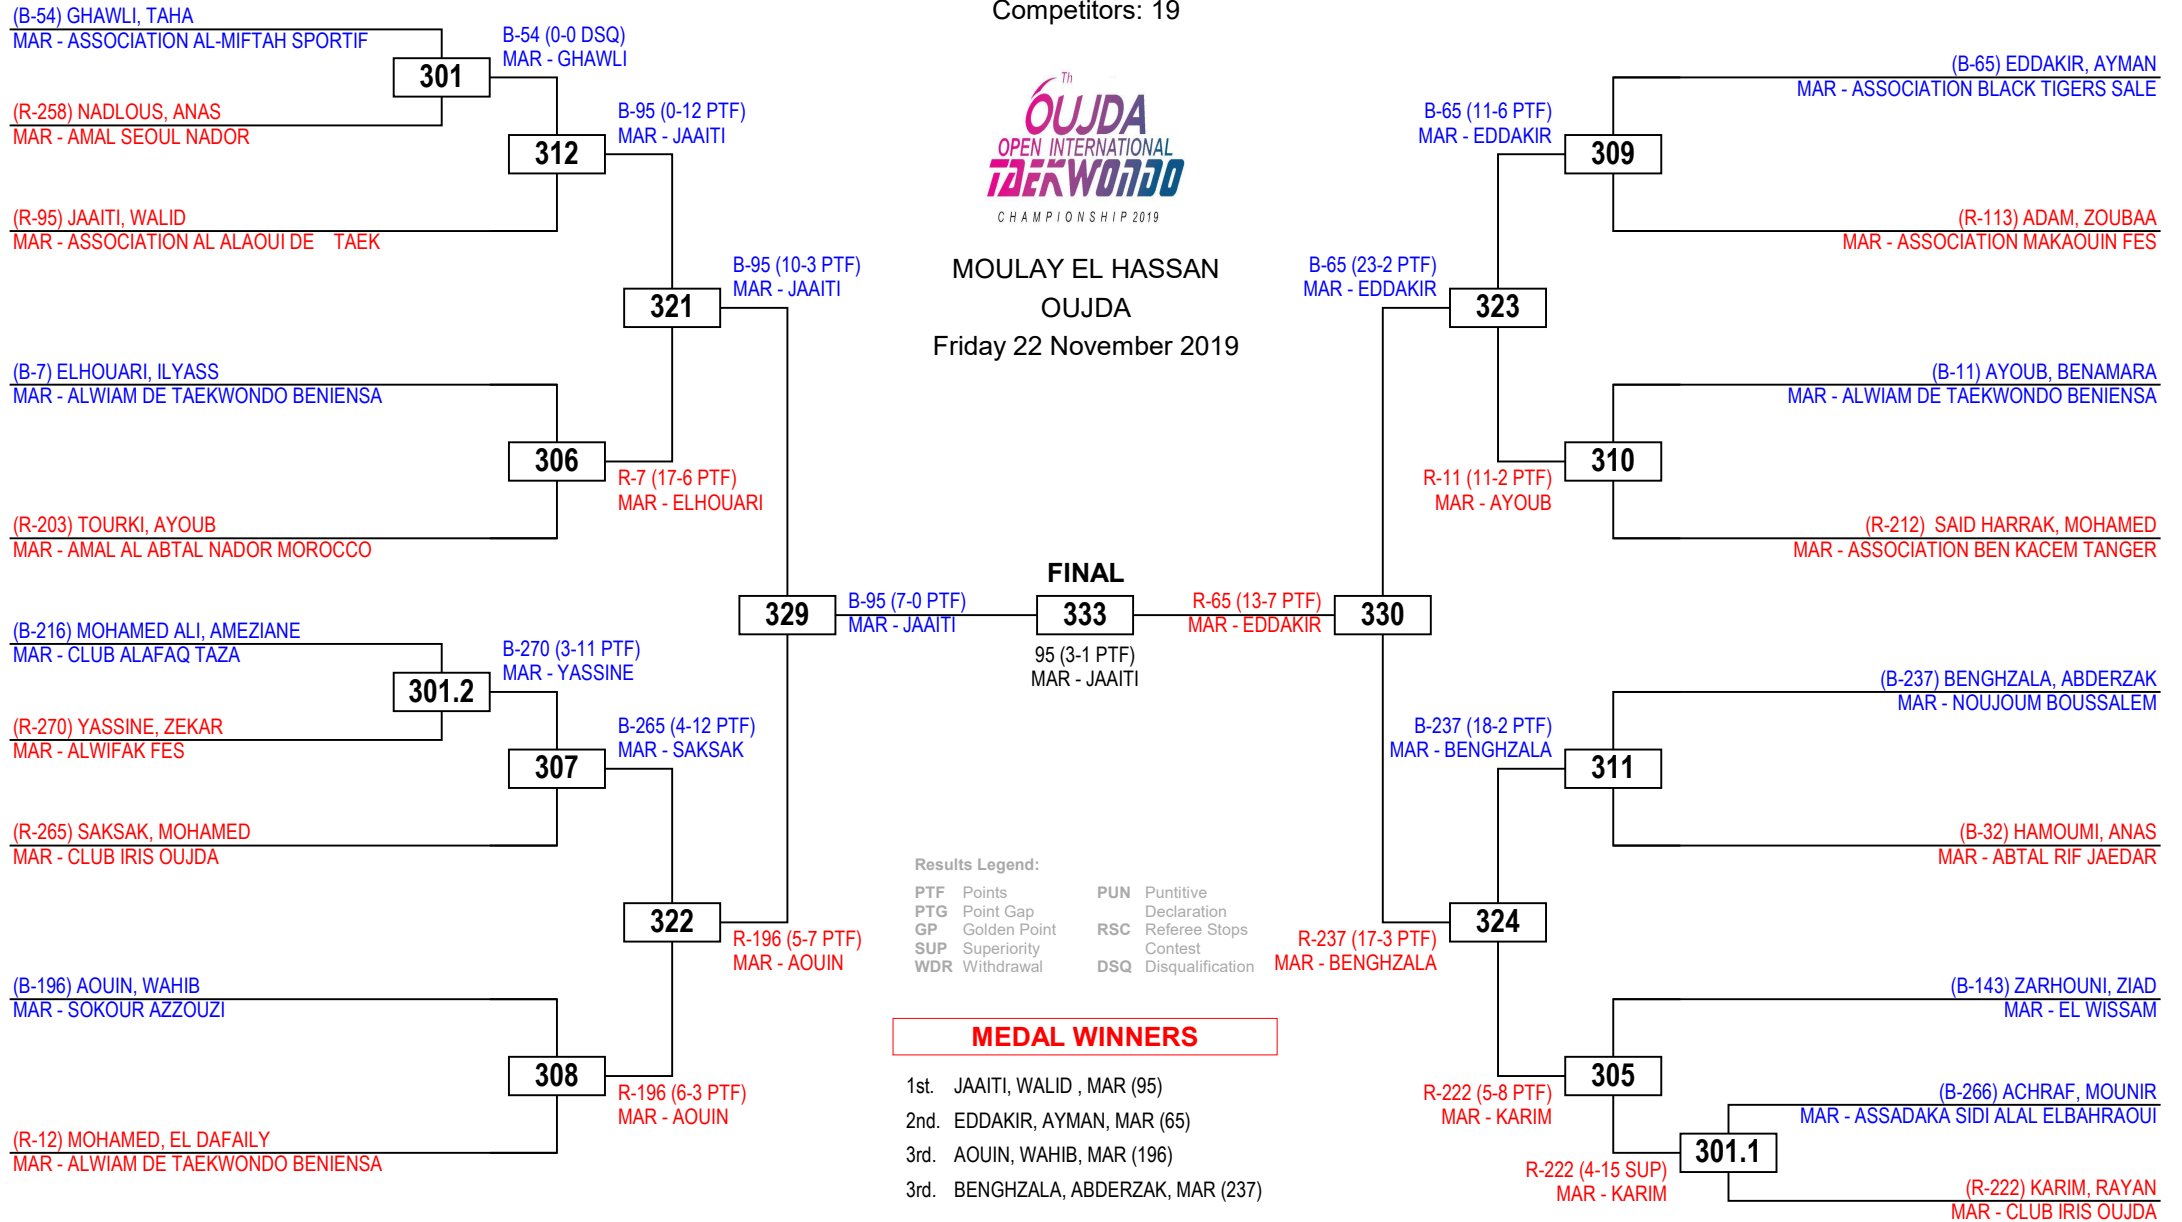 Competitors: 19
6Th
OUJDA
OPEN INTERNATIONAL
TAEKWONDO
CHAMPIONSHIP 2019
MOULAY EL HASSAN
OUJDA
Friday 22 November 2019
(B-54) GHAWLI, TAHA
MAR - ASSOCIATION AL-MIFTAH SPORTIF
301
B-54 (0-0 DSQ)
MAR - GHAWLI
(R-258) NADLOUS, ANAS
MAR - AMAL SEOUL NADOR
312
B-95 (0-12 PTF)
MAR - JAAITI
(R-95) JAAITI, WALID
MAR - ASSOCIATION AL ALAOUI DE TAEK
321
B-95 (10-3 PTF)
MAR - JAAITI
(B-7) ELHOUARI, ILYASS
MAR - ALWIAM DE TAEKWONDO BENIENSA
306
R-7 (17-6 PTF)
MAR - ELHOUARI
(R-203) TOURKI, AYOUB
MAR - AMAL AL ABTAL NADOR MOROCCO
329
B-95 (7-0 PTF)
MAR - JAAITI
(B-216) MOHAMED ALI, AMEZIANE
MAR - CLUB ALAFAQ TAZA
301.2
B-270 (3-11 PTF)
MAR - YASSINE
(R-270) YASSINE, ZEKAR
MAR - ALWIFAK FES
307
B-265 (4-12 PTF)
MAR - SAKSAK
(R-265) SAKSAK, MOHAMED
MAR - CLUB IRIS OUJDA
322
R-196 (5-7 PTF)
MAR - AOUIN
(B-196) AOUIN, WAHIB
MAR - SOKOUR AZZOUZI
308
R-196 (6-3 PTF)
MAR - AOUIN
(R-12) MOHAMED, EL DAFAILY
MAR - ALWIAM DE TAEKWONDO BENIENSA
FINAL
333
95 (3-1 PTF)
MAR - JAAITI
(B-65) EDDAKIR, AYMAN
MAR - ASSOCIATION BLACK TIGERS SALE
B-65 (11-6 PTF)
MAR - EDDAKIR
309
(R-113) ADAM, ZOUBAA
MAR - ASSOCIATION MAKAOUIN FES
B-65 (23-2 PTF)
MAR - EDDAKIR
323
(B-11) AYOUB, BENAMARA
MAR - ALWIAM DE TAEKWONDO BENIENSA
R-11 (11-2 PTF)
MAR - AYOUB
310
(R-212) SAID HARRAK, MOHAMED
MAR - ASSOCIATION BEN KACEM TANGER
R-65 (13-7 PTF)
MAR - EDDAKIR
330
(B-237) BENGHZALA, ABDERZAK
MAR - NOUJOUM BOUSSALEM
B-237 (18-2 PTF)
MAR - BENGHZALA
311
(B-32) HAMOUMI, ANAS
MAR - ABTAL RIF JAEDAR
R-237 (17-3 PTF)
MAR - BENGHZALA
324
(B-143) ZARHOUNI, ZIAD
MAR - EL WISSAM
R-222 (5-8 PTF)
MAR - KARIM
305
(B-266) ACHRAF, MOUNIR
MAR - ASSADAKA SIDI ALAL ELBAHRAOUI
R-222 (4-15 SUP)
MAR - KARIM
301.1
(R-222) KARIM, RAYAN
MAR - CLUB IRIS OUJDA
Results Legend:
PTF Points
PTG Point Gap
GP Golden Point
SUP Superiority
WDR Withdrawal
PUN Puntitive
Declaration
RSC Referee Stops
Contest
DSQ Disqualification
MEDAL WINNERS
1st. JAAITI, WALID , MAR (95)
2nd. EDDAKIR, AYMAN, MAR (65)
3rd. AOUIN, WAHIB, MAR (196)
3rd. BENGHZALA, ABDERZAK, MAR (237)